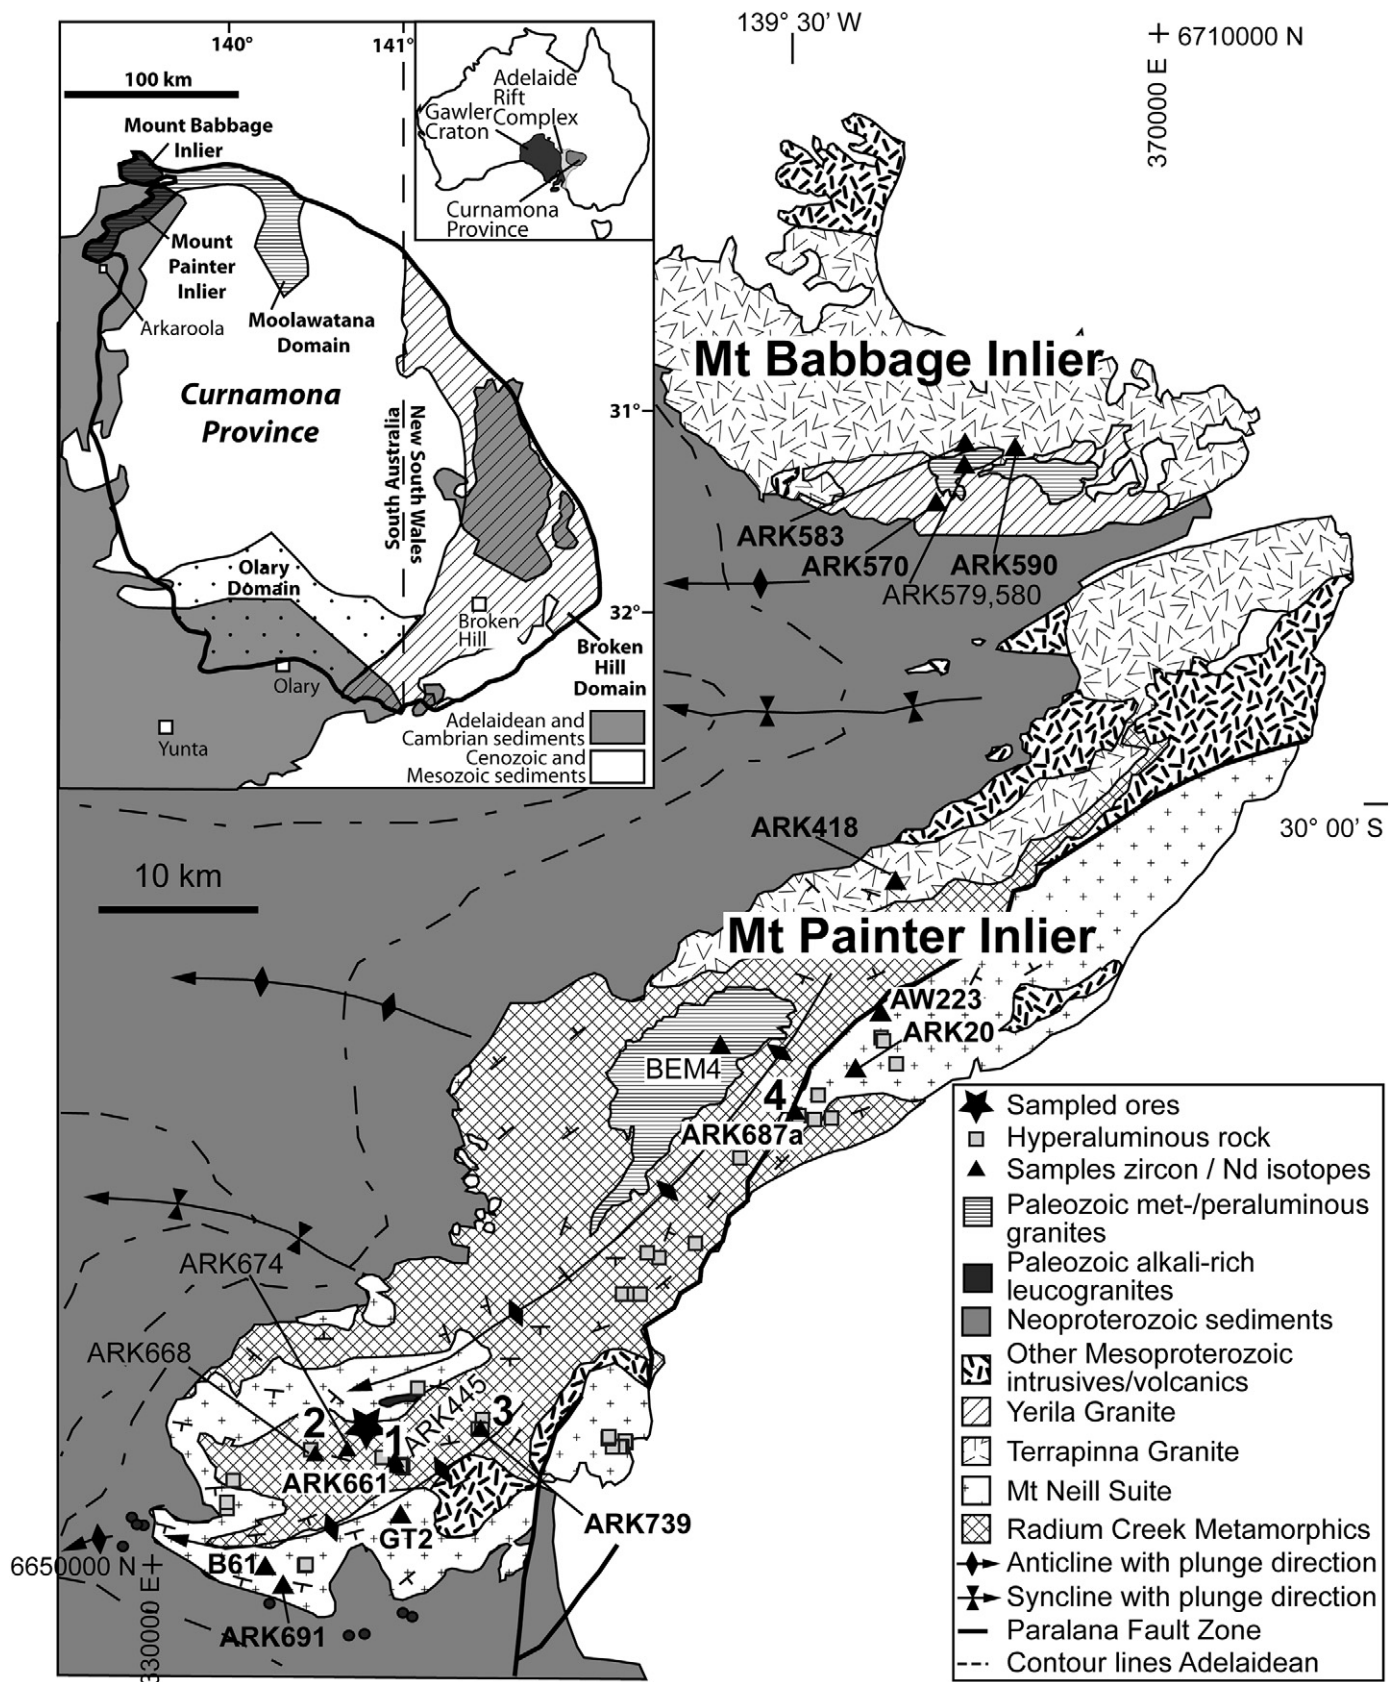 140°
141°
100 km
Mount Babbage
Inlier
Mount
Painter
Inlier
Arkaroola
Moolawatana
Domain
Curnamona
Province
South Australia
New South Wales
Olary
Domain
Broken
Hill
Olary
Yunta
Broken
Hill
Domain
Adelaidean and
Cambrian sediments
Cenozoic and
Mesozoic sediments
31°
32°
Adelaide
Rift
Complex
Gawler
Craton
Curnamona
Province
139° 30’ W
6710000 N
370000 E
Mt Babbage Inlier
ARK583
ARK570
ARK590
ARK579,580
30° 00’ S
10 km
ARK418
Mt Painter Inlier
AW223
ARK20
BEM4
4
ARK687a
ARK674
ARK668
2
1
ARK445
3
ARK661
ARK739
GT2
B61
ARK691
6650000 N
330000 E
Sampled ores
Hyperaluminous rock
Samples zircon / Nd isotopes
Paleozoic met-/peraluminous
granites
Paleozoic alkali-rich
leucogranites
Neoproterozoic sediments
Other Mesoproterozoic
intrusives/volcanics
Yerila Granite
Terrapinna Granite
Mt Neill Suite
Radium Creek Metamorphics
Anticline with plunge direction
Syncline with plunge direction
Paralana Fault Zone
Contour lines Adelaidean